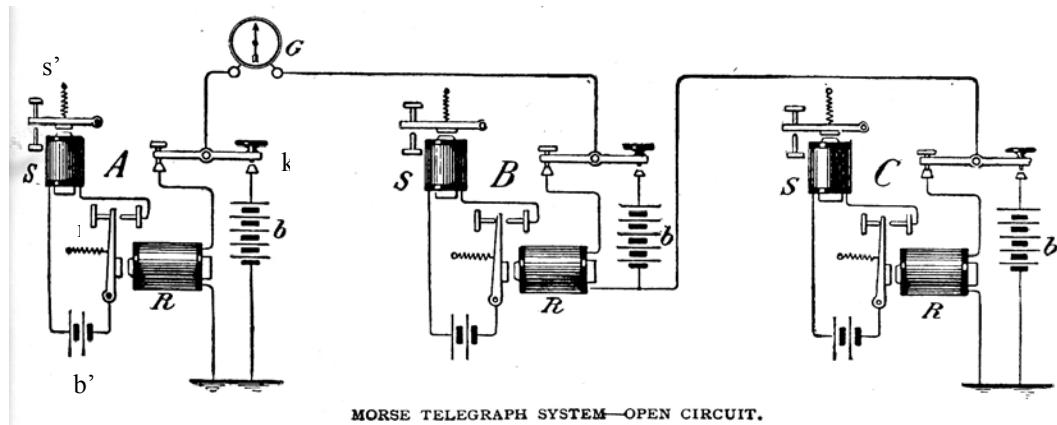 G
s'
S
A
k
b
l
R
b'
S
B
b
R
S
C
b
R
MORSE TELEGRAPH SYSTEM—OPEN CIRCUIT.